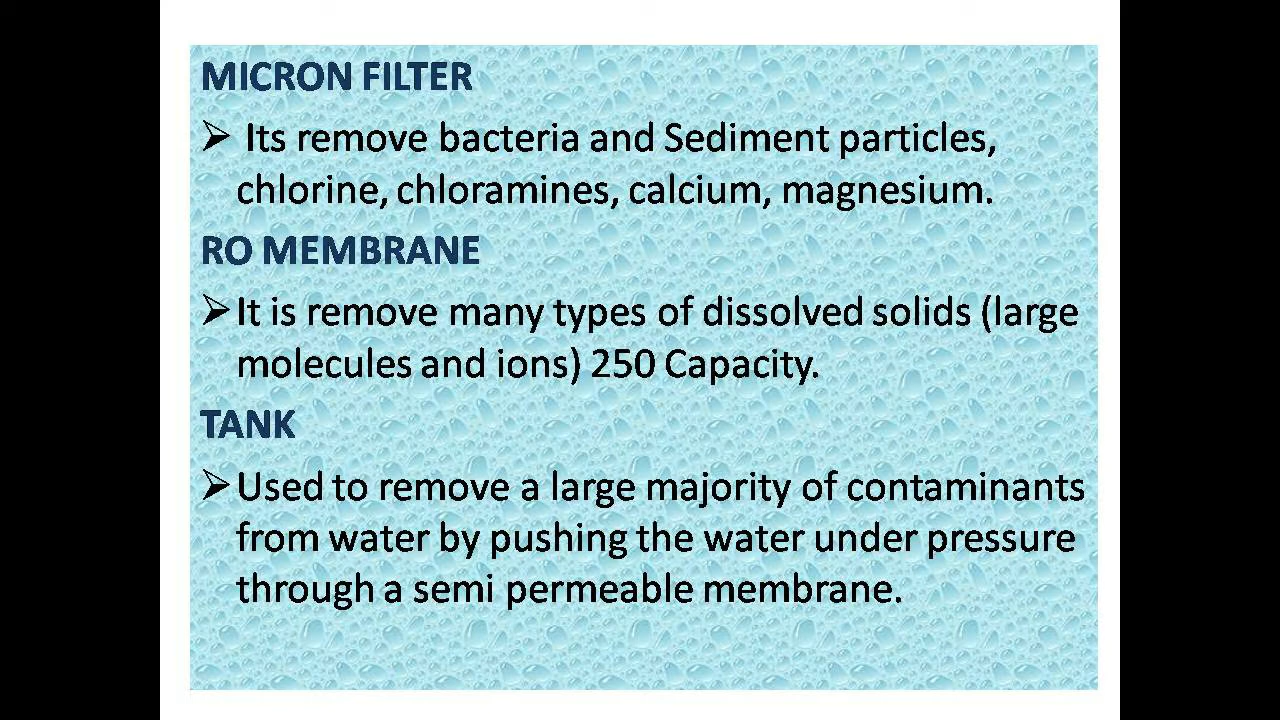 MICRON FILTER
➢ Its remove bacteria and Sediment particles,
chlorine, chloramines, calcium, magnesium.
RO MEMBRANE
➢It is remove many types of dissolved solids (large
molecules and ions) 250 Capacity.
TANK
➢Used to remove a large majority of contaminants
from water by pushing the water under pressure
through a semi permeable membrane.